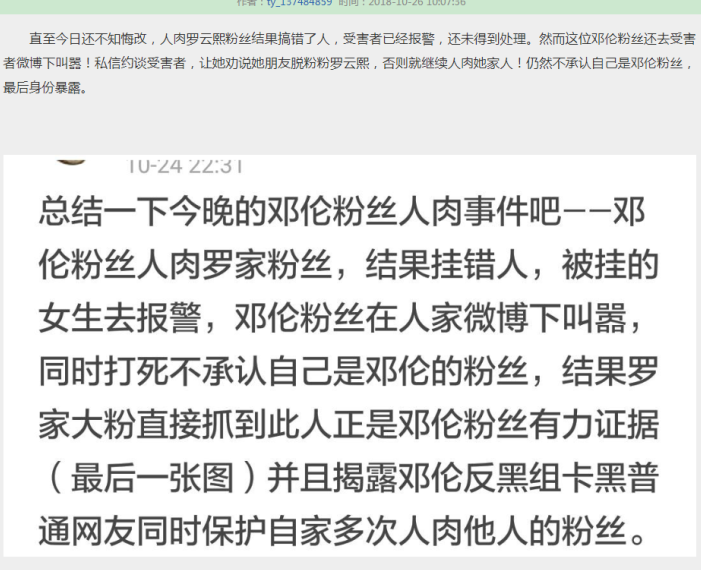 作者：ty_137484859 时间：2018-10-26 10:07:36
直至今日还不知悔改，人肉罗云熙粉丝结果搞错了人，受害者已经报警，还未得到处理。然而这位邓伦粉丝还去受害
者微博下叫嚣！私信约谈受害者，让她劝说她朋友脱粉粉罗云熙，否则就继续人肉她家人！仍然不承认自己是邓伦粉丝，
最后身份暴露。
10-24 22:31
总结一下今晚的邓伦粉丝人肉事件吧——邓
伦粉丝人肉罗家粉丝，结果挂错人，被挂的
女生去报警，邓伦粉丝在人家微博下叫嚣，
同时打死不承认自己是邓伦的粉丝，结果罗
家大粉直接抓到此人正是邓伦粉丝有力证据
（最后一张图）并且揭露邓伦反黑组卡黑普
通网友同时保护自家多次人肉他人的粉丝。